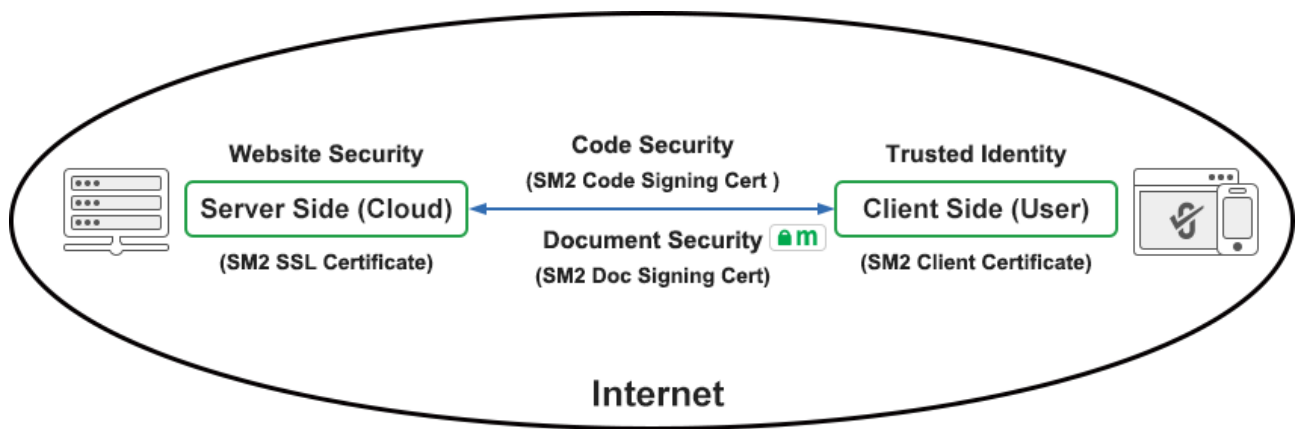 Website Security
Server Side (Cloud)
(SM2 SSL Certificate)
Code Security
(SM2 Code Signing Cert )
Document Security m
(SM2 Doc Signing Cert)
Trusted Identity
Client Side (User)
(SM2 Client Certificate)
Internet